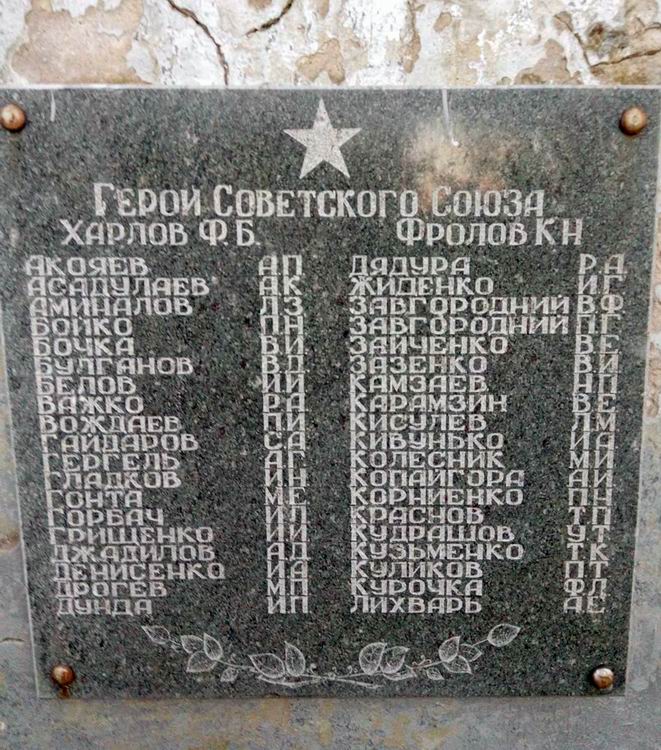 Герои Советского Союза
Харлов Ф.Б. Фролов К Н
АКОЯЕВ А.П
АСАДУЛАЕВ А.К
АМИНАЛОВ Д.З
БОЙКО П.Н
БОЧКА В.И
БУЛГАНОВ В.Д
БЕЛОВ И.И
ВАЖКО Р.А
ВОЖДАЕВ П.И
ГАЙДАРОВ С.А
ГЕРГЕЛЬ А.Г
ГЛАДКОВ И.Н
ГОНТА М.Е
ГОРБАЧ И.Л
ГРИЩЕНКО И.И
ДЖАДИЛОВ А.Д
ДЕНИСЕНКО И.А
ДРОГЕВ М.П
ДУНДА И.П
ДЯДУРА Р.Д
ЖИДЕНКО И.Г
ЗАВГОРОДНИЙ В.Ф
ЗАВГОРОДНИЙ П.Г
ЗАЙЧЕНКО В.Е
ЗАЗЕНКО В.И
КАМЗАЕВ Н.П
КАРАМЗИН В.Е
КИСУЛЕВ Л.М
КИВУНЬКО И.А
КОЛЕСНИК М.И
КОПАЙГОРА А.И
КОРНИЕНКО П.Н
КРАСНОВ Т.П
КУДРАШОВ У.Т
КУЗЬМЕНКО Т.К
КУЛИКОВ П.Т
КУРОЧКА Ф.Л
ЛИХВАРЬ А.Е